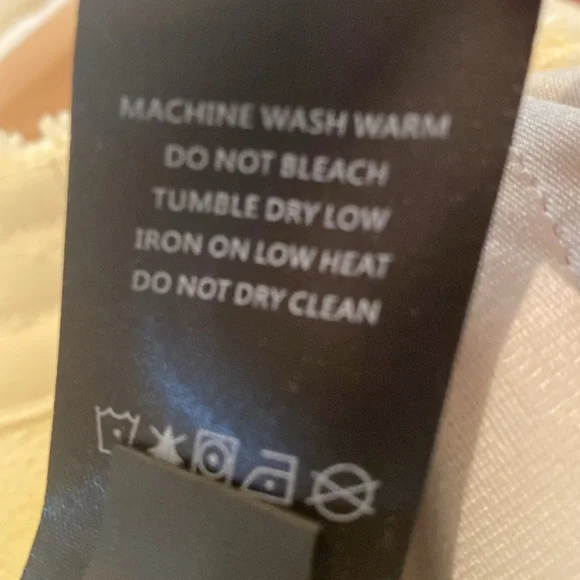 MACHINE WASH WARM
DO NOT BLEACH
TUMBLE DRY LOW
IRON ON LOW HEAT
DO NOT DRY CLEAN